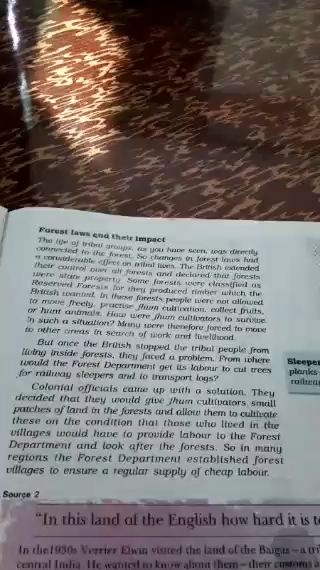 Forest laws and their impact
The life of tribal groups, as you have seen, was directly
connected to the forest. So changes in forest laws had
a considerable effect on tribal lives. The British extended
their control over all forests and declared that forests
were state property. Some forests were classified as
Reserved Forests for they produced timber which the
British wanted. In these forests people were not allowed
to move freely, practise jhum cultivation, collect fruits,
or hunt animals. How were jhum cultivators to survive
in such a situation? Many were therefore forced to move
to other areas in search of work and livelihood.
But once the British stopped the tribal people from
living inside forests, they faced a problem. From where
would the Forest Department get its labour to cut trees
for railway sleepers and to transport logs?
Colonial officials came up with a solution. They
decided that they would give jhum cultivators small
patches of land in the forests and allow them to cultivate
these on the condition that those who lived in the
villages would have to provide labour to the Forest
Department and look after the forests. So in many
regions the Forest Department established forest
villages to ensure a regular supply of cheap labour.
Sleeper
planks
railway
Source 2
"In this land of the English how hard it is to
In the 1930s Verrier Elwin visited the land of the Baigas – a tri
central India. He wanted to know about them – their customs a